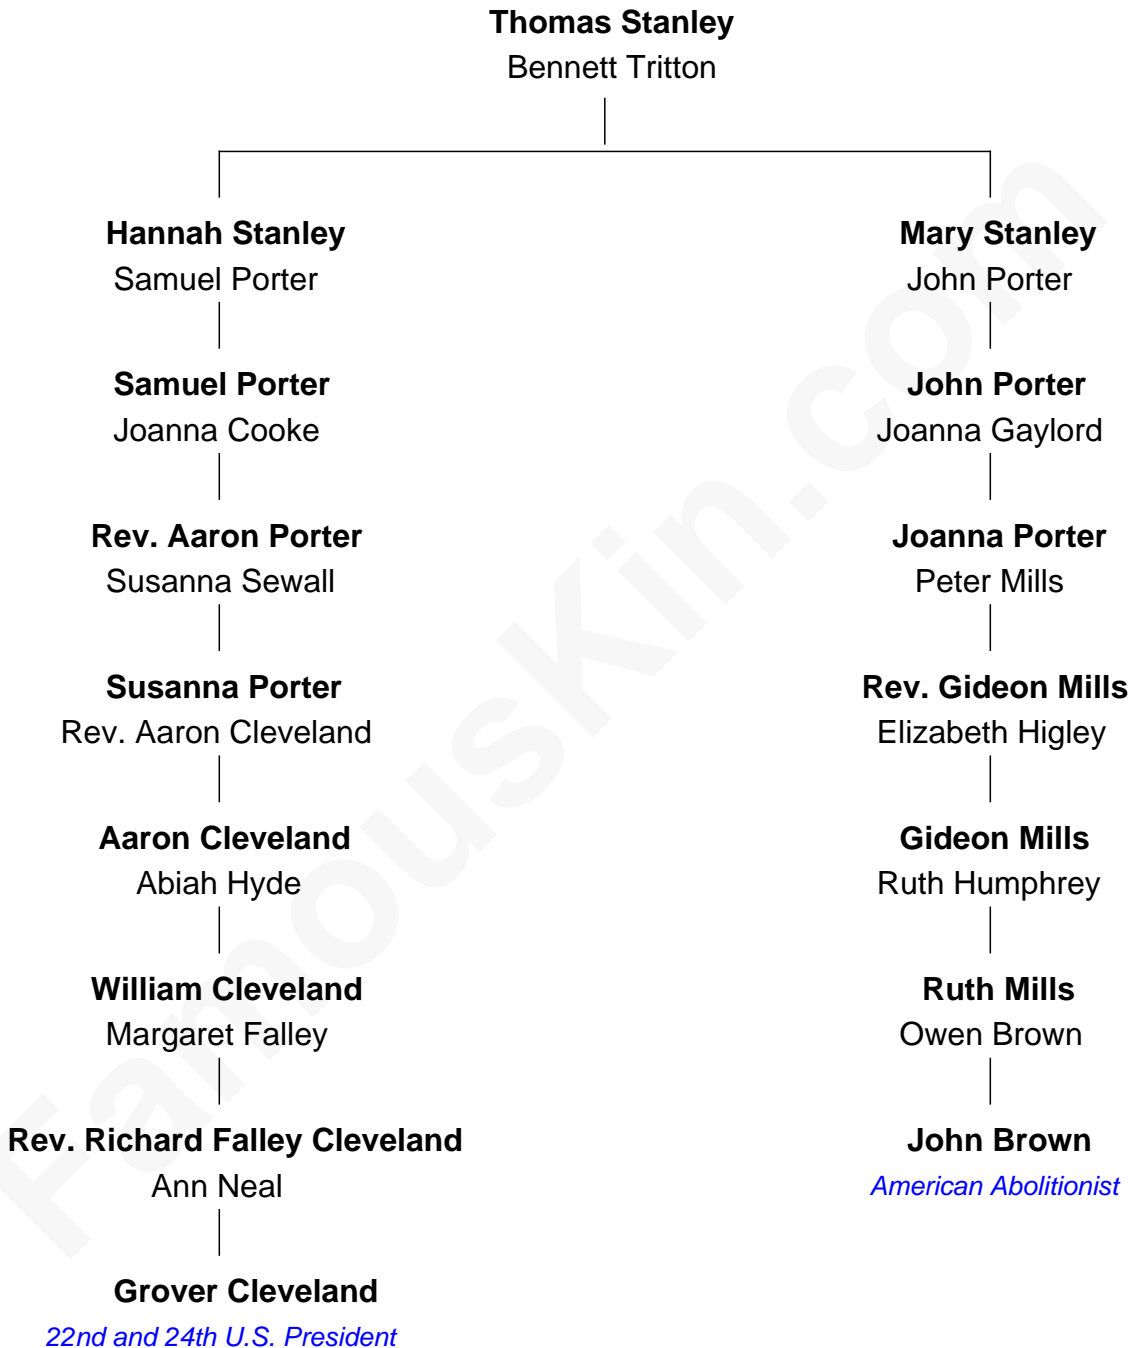 Thomas Stanley
Bennett Tritton
Hannah Stanley
Samuel Porter
Mary Stanley
John Porter
Samuel Porter
Joanna Cooke
John Porter
Joanna Gaylord
Rev. Aaron Porter
Susanna Sewall
Joanna Porter
Peter Mills
Susanna Porter
Rev. Aaron Cleveland
Rev. Gideon Mills
Elizabeth Higley
Aaron Cleveland
Abiah Hyde
Gideon Mills
Ruth Humphrey
William Cleveland
Margaret Falley
Ruth Mills
Owen Brown
Rev. Richard Falley Cleveland
Ann Neal
John Brown
American Abolitionist
Grover Cleveland
22nd and 24th U.S. President
FamousKin.com